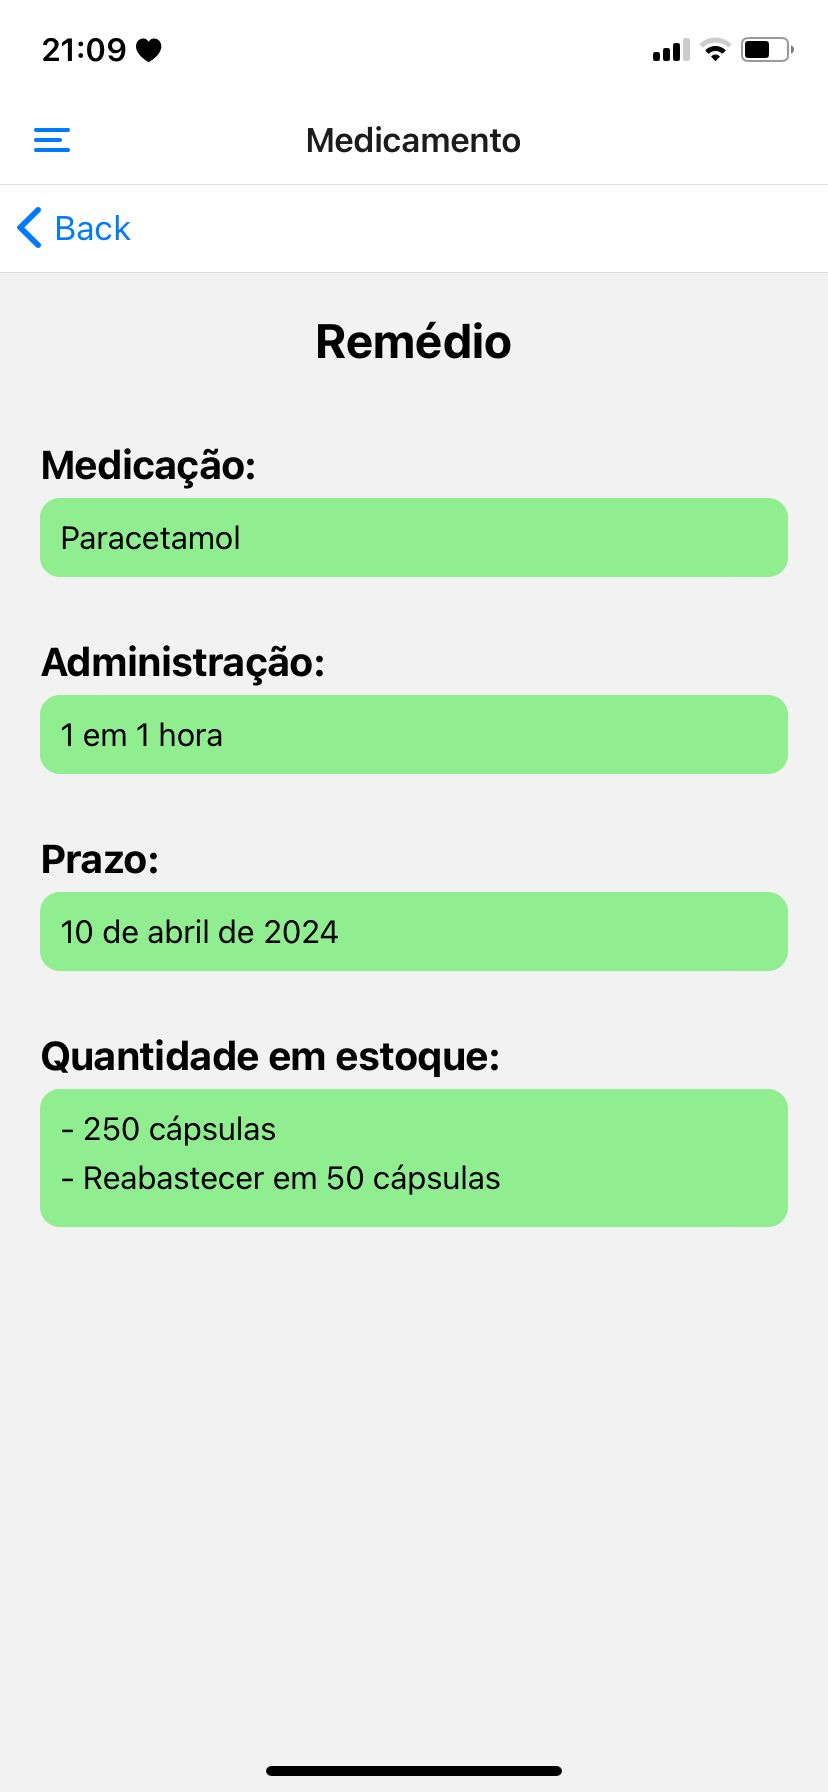 21:09
Medicamento
Back
Remédio
Medicação:
Paracetamol
Administração:
1 em 1 hora
Prazo:
10 de abril de 2024
Quantidade em estoque:
- 250 cápsulas
- Reabastecer em 50 cápsulas